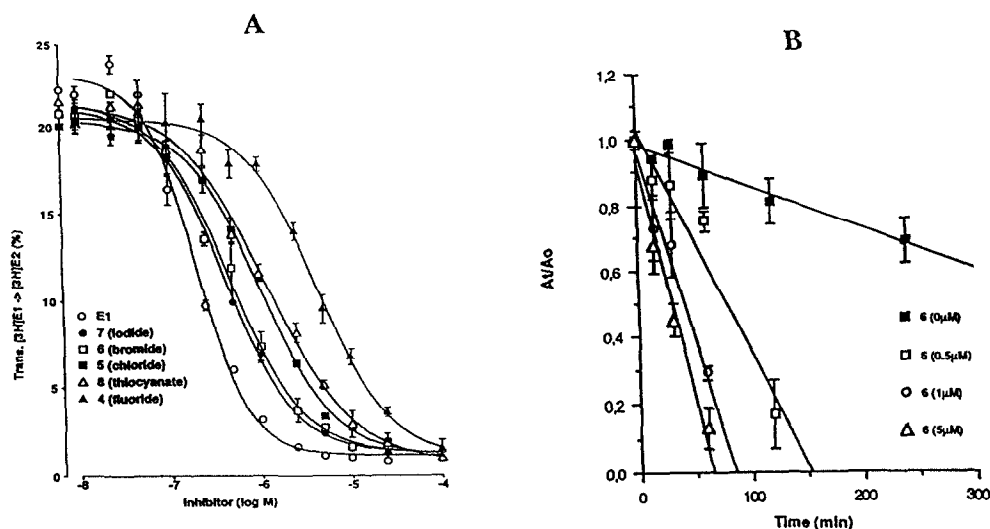 A
Trans. [3H]E1 -> [3H]E2 (%)
25
20
15
10
5
0
E1
7 (iodide)
6 (bromide)
5 (chloride)
8 (thiocyanate)
4 (fluoride)
-8
-7
-6
-5
-4
Inhibitor (log M)
B
At/Ao
1,2
1,0
0,8
0,6
0,4
0,2
0,0
6 (0µM)
6 (0.5µM)
6 (1µM)
6 (5µM)
0
100
200
300
Time (min)